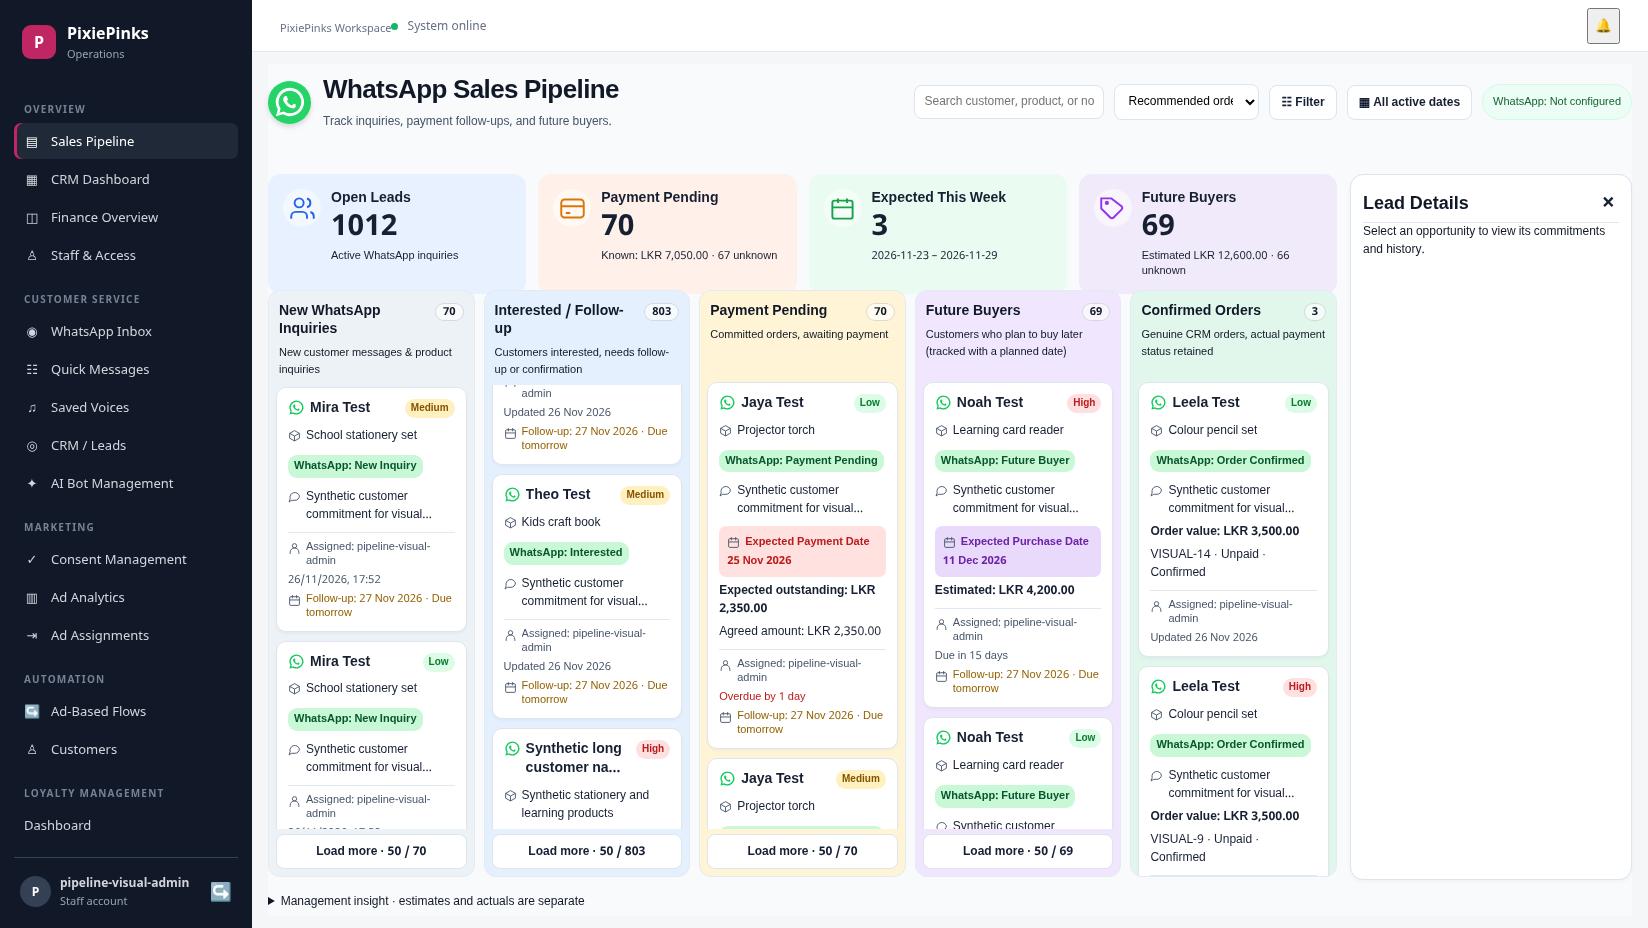 P
PixiePinks
Operations
OVERVIEW
Sales Pipeline
CRM Dashboard
Finance Overview
Staff & Access
CUSTOMER SERVICE
WhatsApp Inbox
Quick Messages
Saved Voices
CRM / Leads
AI Bot Management
MARKETING
Consent Management
Ad Analytics
Ad Assignments
AUTOMATION
Ad-Based Flows
Customers
LOYALTY MANAGEMENT
Dashboard
P
pipeline-visual-admin
Staff account
PixiePinks Workspace
System online
WhatsApp Sales Pipeline
Track inquiries, payment follow-ups, and future buyers.
Search customer, product, or no
Recommended orde
Filter
All active dates
WhatsApp: Not configured
Open Leads
1012
Active WhatsApp inquiries
Payment Pending
70
Known: LKR 7,050.00 · 67 unknown
Expected This Week
3
2026-11-23 – 2026-11-29
Future Buyers
69
Estimated LKR 12,600.00 · 66
unknown
New WhatsApp
Inquiries
70
New customer messages & product
inquiries
Mira Test
Medium
School stationery set
WhatsApp: New Inquiry
Synthetic customer
commitment for visual...
Assigned: pipeline-visual-
admin
26/11/2026, 17:52
Follow-up: 27 Nov 2026 · Due
tomorrow
Mira Test
Low
School stationery set
WhatsApp: New Inquiry
Synthetic customer
commitment for visual...
Assigned: pipeline-visual-
admin
Load more · 50 / 70
Interested / Follow-
up
803
Customers interested, needs follow-
up or confirmation
admin
Updated 26 Nov 2026
Follow-up: 27 Nov 2026 · Due
tomorrow
Theo Test
Medium
Kids craft book
WhatsApp: Interested
Synthetic customer
commitment for visual...
Assigned: pipeline-visual-
admin
Updated 26 Nov 2026
Follow-up: 27 Nov 2026 · Due
tomorrow
Synthetic long
customer na...
High
Synthetic stationery and
learning products
Load more · 50 / 803
Payment Pending
70
Committed orders, awaiting payment
Jaya Test
Low
Projector torch
WhatsApp: Payment Pending
Synthetic customer
commitment for visual...
Expected Payment Date
25 Nov 2026
Expected outstanding: LKR
2,350.00
Agreed amount: LKR 2,350.00
Assigned: pipeline-visual-
admin
Overdue by 1 day
Follow-up: 27 Nov 2026 · Due
tomorrow
Jaya Test
Medium
Projector torch
Load more · 50 / 70
Future Buyers
69
Customers who plan to buy later
(tracked with a planned date)
Noah Test
High
Learning card reader
WhatsApp: Future Buyer
Synthetic customer
commitment for visual...
Expected Purchase Date
11 Dec 2026
Estimated: LKR 4,200.00
Assigned: pipeline-visual-
admin
Due in 15 days
Follow-up: 27 Nov 2026 · Due
tomorrow
Noah Test
Low
Learning card reader
WhatsApp: Future Buyer
Synthetic customer
Load more · 50 / 69
Confirmed Orders
3
Genuine CRM orders, actual payment
status retained
Leela Test
Low
Colour pencil set
WhatsApp: Order Confirmed
Synthetic customer
commitment for visual...
Order value: LKR 3,500.00
VISUAL-14 · Unpaid ·
Confirmed
Assigned: pipeline-visual-
admin
Updated 26 Nov 2026
Leela Test
High
Colour pencil set
WhatsApp: Order Confirmed
Synthetic customer
commitment for visual...
Order value: LKR 3,500.00
VISUAL-9 · Unpaid ·
Confirmed
Lead Details
×
Select an opportunity to view its commitments
and history.
Management insight · estimates and actuals are separate